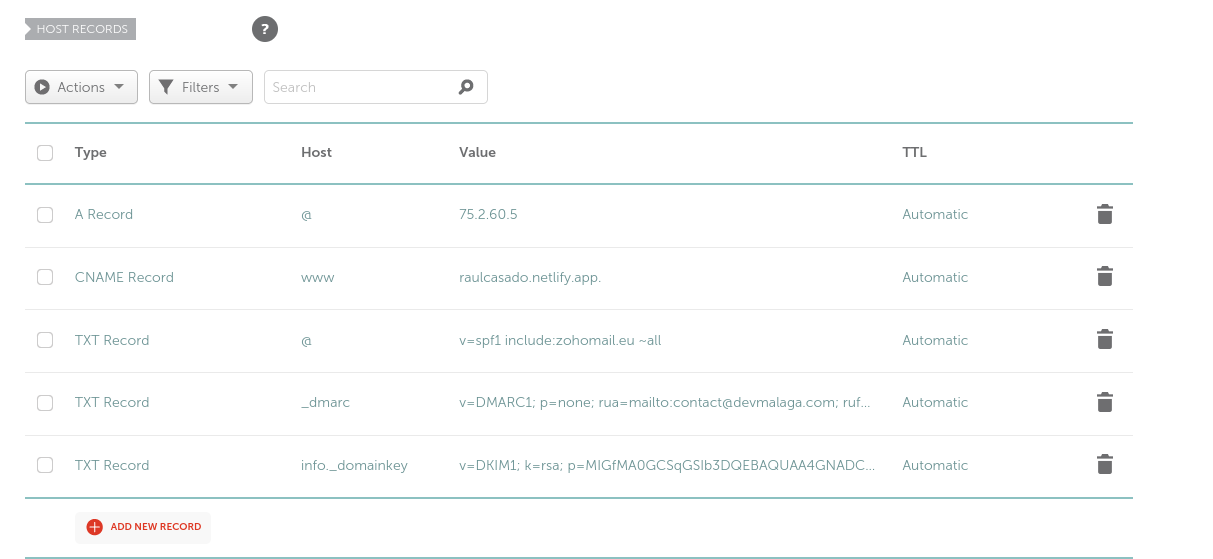 HOST RECORDS ?
Actions Filters Search
Type Host Value TTL
A Record @ 75.2.60.5 Automatic
CNAME Record www raulcasado.netlify.app. Automatic
TXT Record @ v=spf1 include:zohomail.eu ~all Automatic
TXT Record _dmarc v=DMARC1; p=none; rua=mailto:contact@devmalaga.com; ruf... Automatic
TXT Record info._domainkey v=DKIM1; k=rsa; p=MIGfMA0GCSqGSIb3DQEBAQUAA4GNADC... Automatic
ADD NEW RECORD